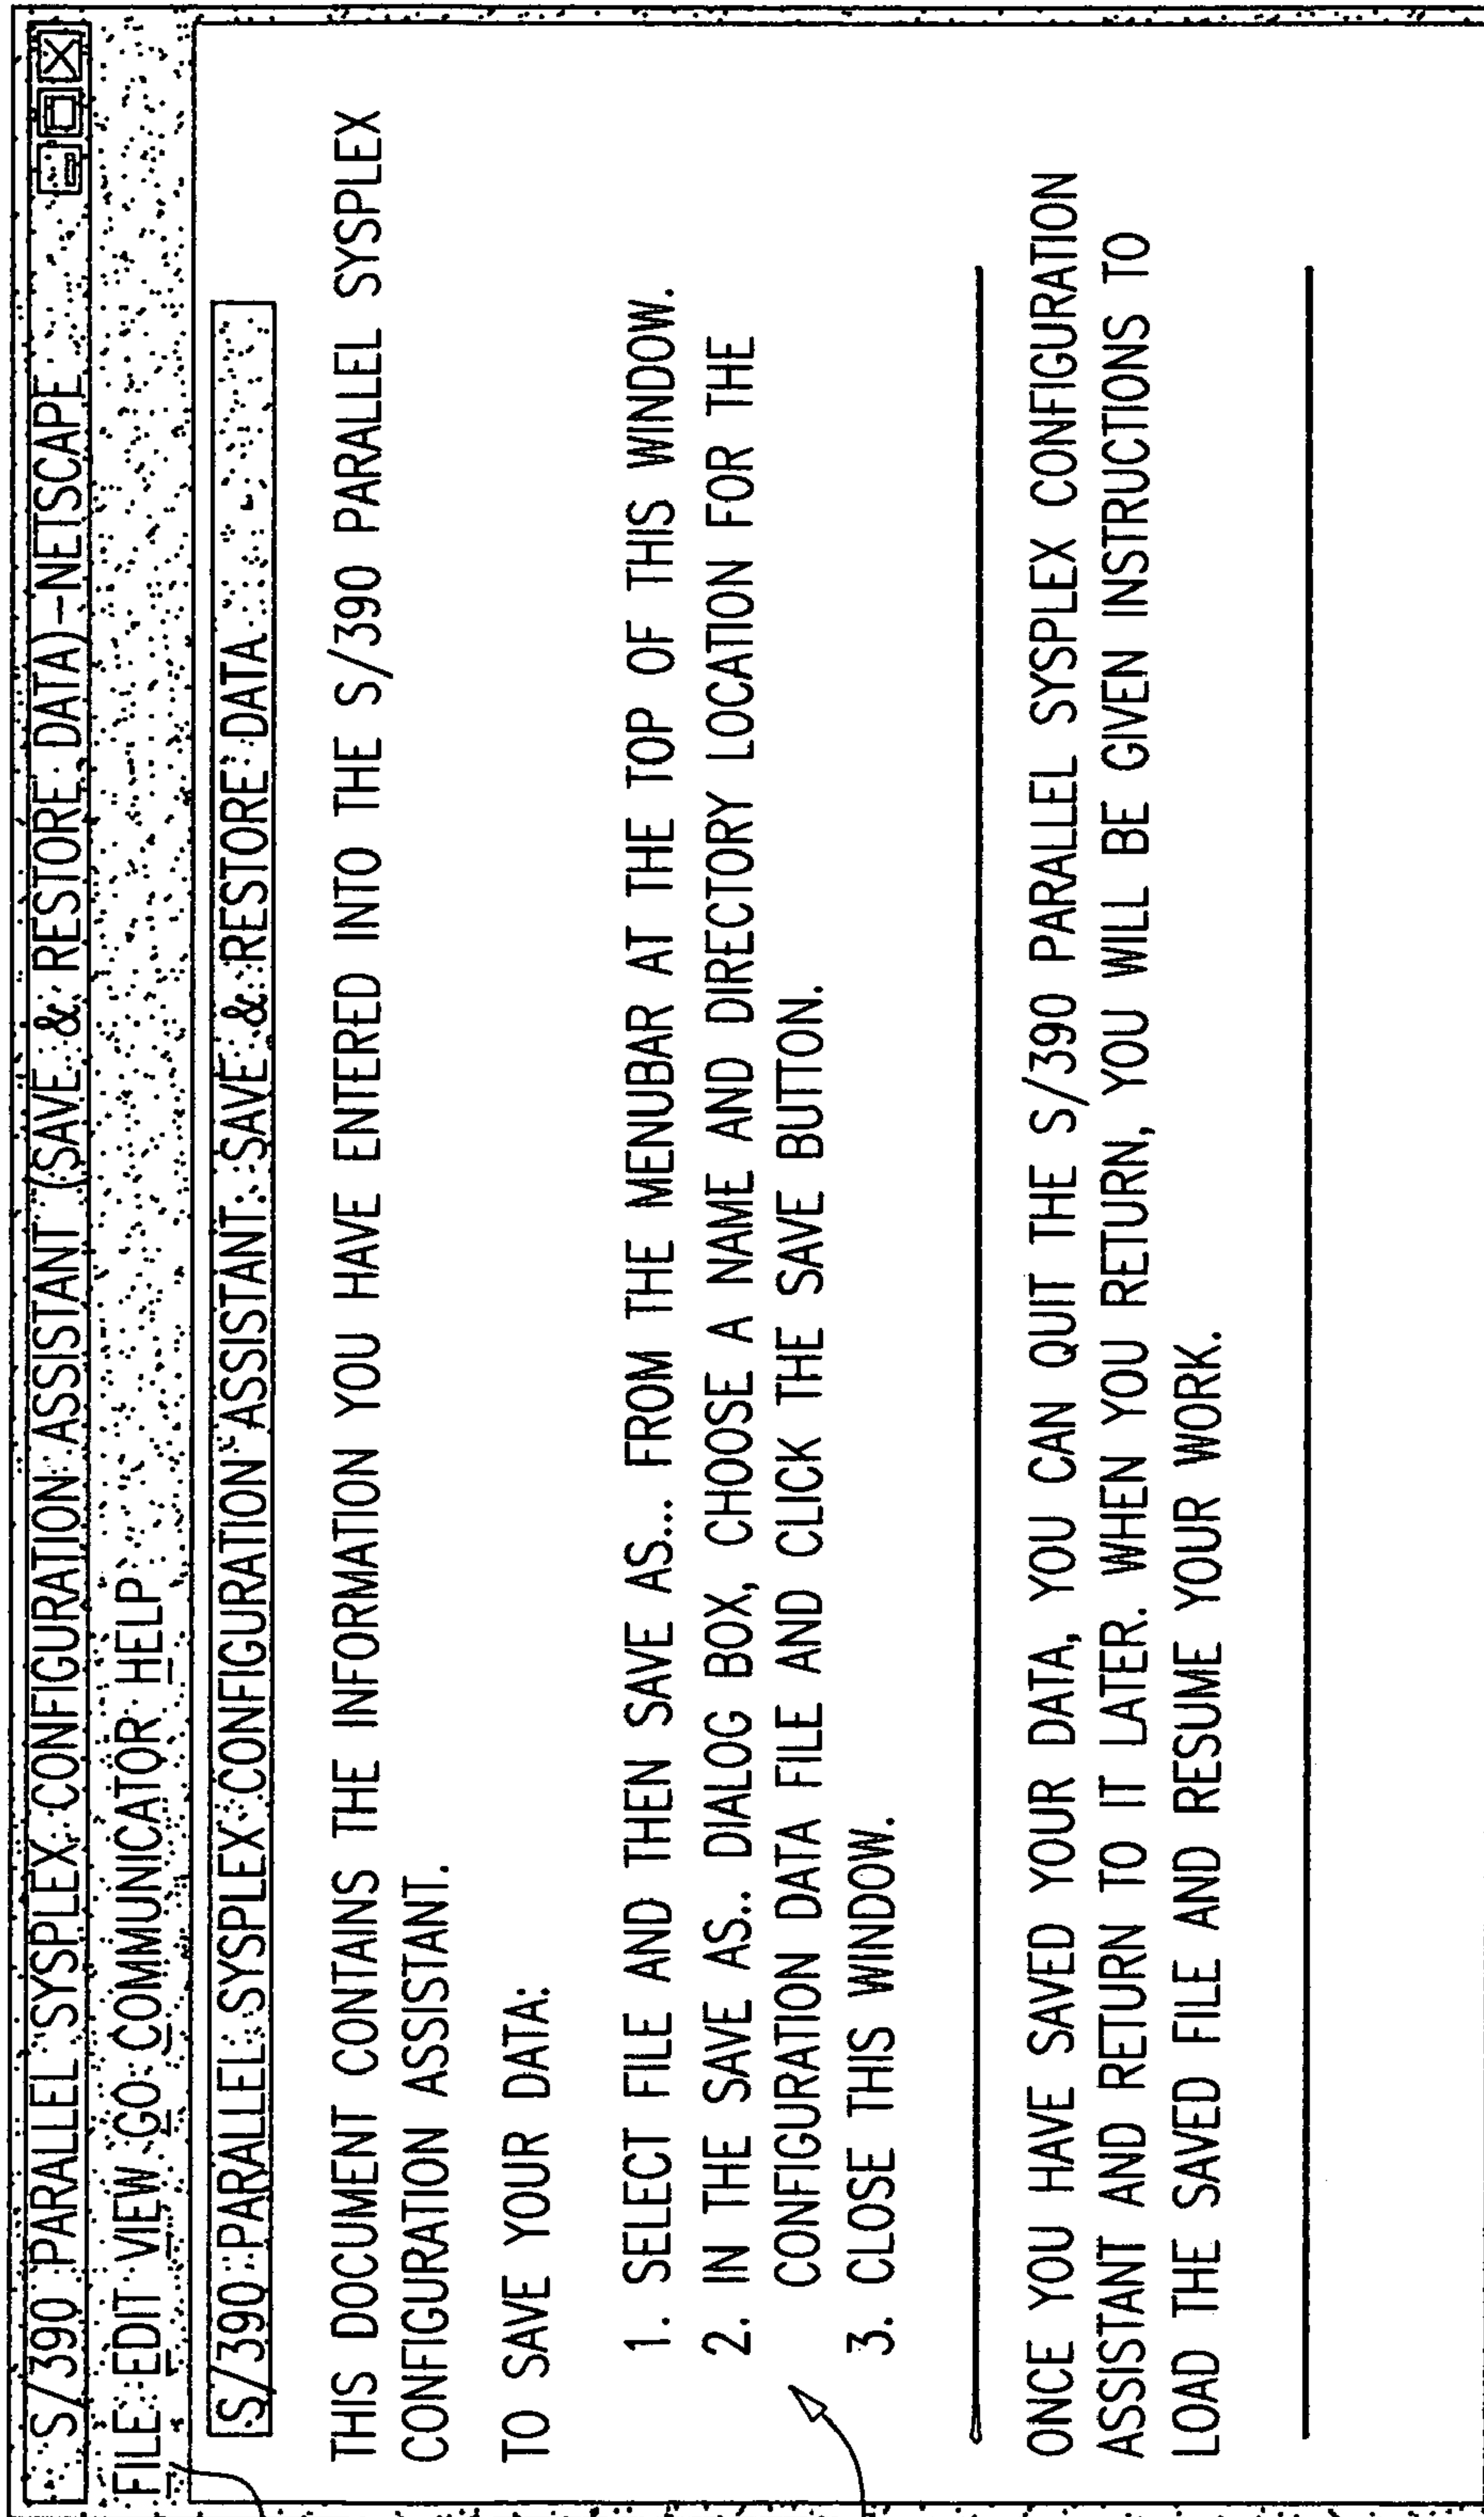 S/390 PARALLEL SYSPLEX CONFIGURATION ASSISTANT (SAVE & RESTORE DATA)-NETSCAPE
FILE EDIT VIEW GO COMMUNICATOR HELP
S/390 PARALLEL SYSPLEX CONFIGURATION ASSISTANT: SAVE & RESTORE DATA
THIS DOCUMENT CONTAINS THE INFORMATION YOU HAVE ENTERED INTO THE S/390 PARALLEL SYSPLEX
CONFIGURATION ASSISTANT.
TO SAVE YOUR DATA:
1. SELECT FILE AND THEN SAVE AS... FROM THE MENUBAR AT THE TOP OF THIS WINDOW.
2. IN THE SAVE AS.. DIALOG BOX, CHOOSE A NAME AND DIRECTORY LOCATION FOR THE
CONFIGURATION DATA FILE AND CLICK THE SAVE BUTTON.
3. CLOSE THIS WINDOW.
ONCE YOU HAVE SAVED YOUR DATA, YOU CAN QUIT THE S/390 PARALLEL SYSPLEX CONFIGURATION
ASSISTANT AND RETURN TO IT LATER. WHEN YOU RETURN, YOU WILL BE GIVEN INSTRUCTIONS TO
LOAD THE SAVED FILE AND RESUME YOUR WORK.